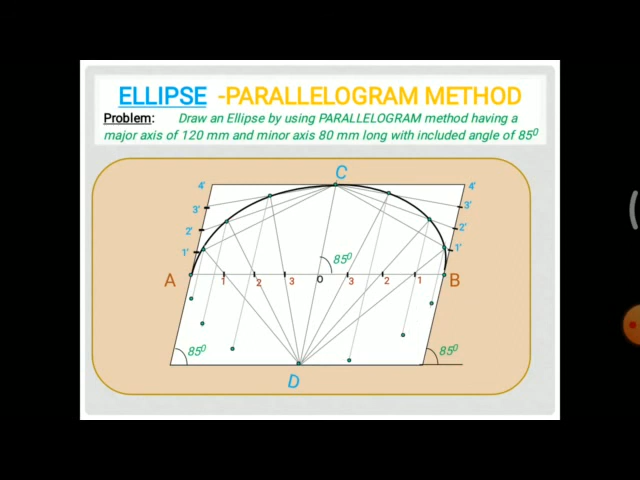 ELLIPSE -PARALLELOGRAM METHOD
Problem: Draw an Ellipse by using PARALLELOGRAM method having a
major axis of 120 mm and minor axis 80 mm long with included angle of 85⁰
C
4' 4'
3' 3'
2' 2'
1' 1'
85⁰
A 1 2 3 O 3 2 1 B
85⁰ 85⁰
D